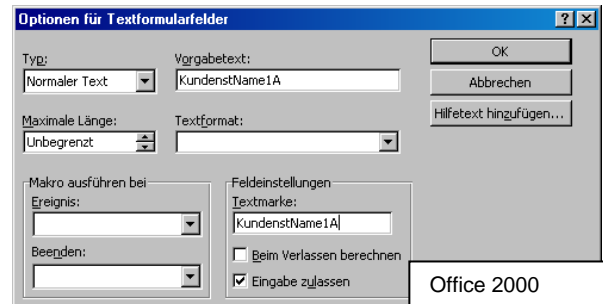 Optionen für Textformularfelder
Typ: Vorgabetext: OK
Normaler Text KundenstName1A Abbrechen
Maximale Länge: Textformat: Hilfetext hinzufügen...
Unbegrenzt
Makro ausführen bei Feldeinstellungen
Ereignis: Textmarke:
KundenstName1A
Beenden: Beim Verlassen berechnen
Eingabe zulassen
Office 2000